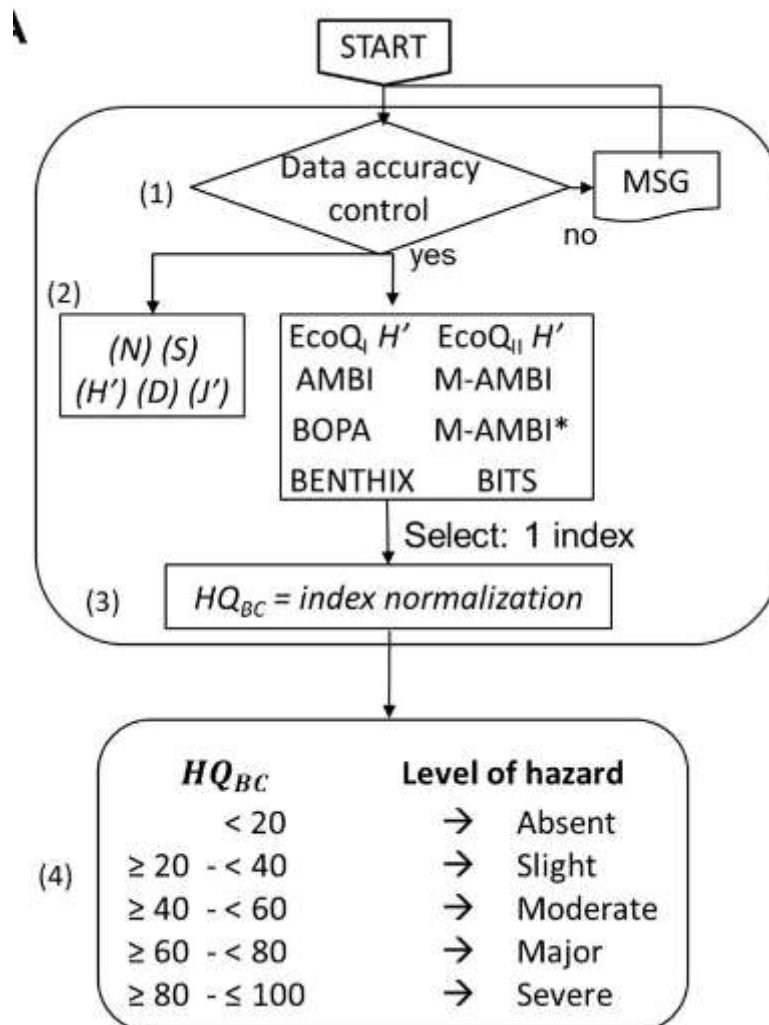 A
START
(1)
Data accuracy
control
MSG
no
yes
(2)
(N) (S)
(H') (D) (J')
EcoQI H' EcoQII H'
AMBI M-AMBI
BOPA M-AMBI*
BENTHIX BITS
Select: 1 index
(3)
HQBC = index normalization
HQBC Level of hazard
< 20 → Absent
≥ 20 - < 40 → Slight
(4)
≥ 40 - < 60 → Moderate
≥ 60 - < 80 → Major
≥ 80 - ≤ 100 → Severe